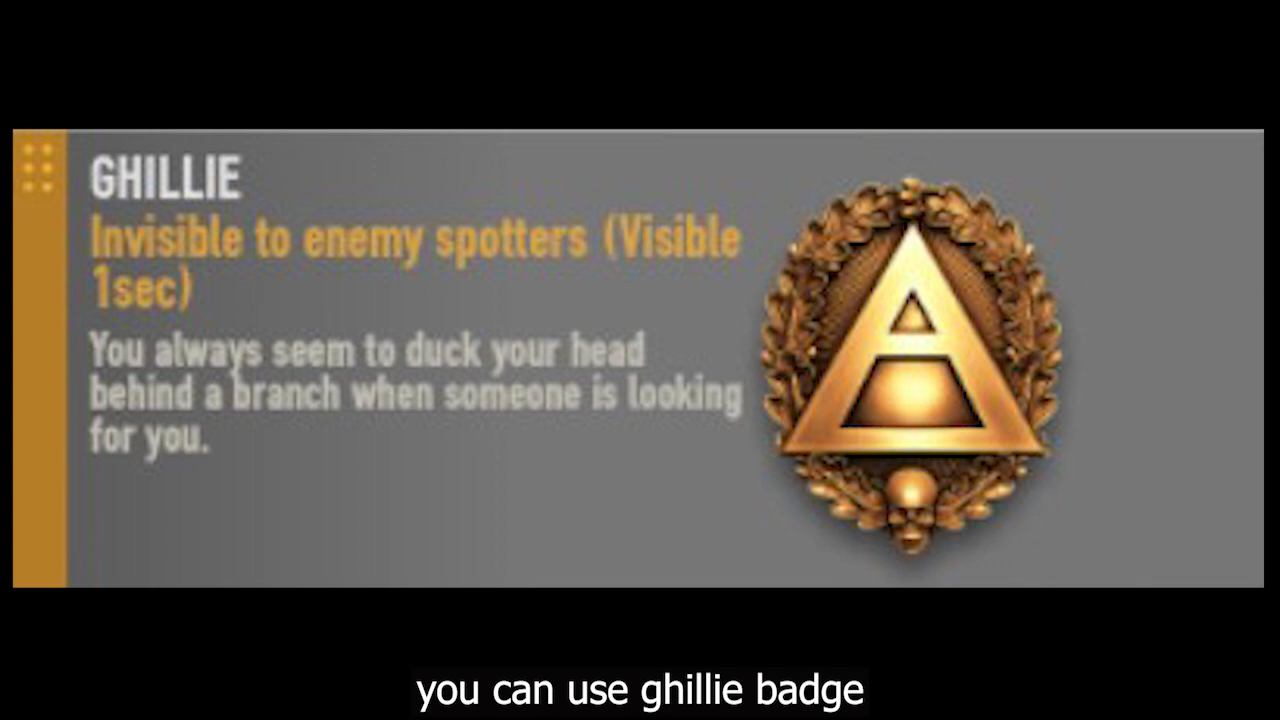 GHILLIE
Invisible to enemy spotters (Visible
1sec)
You always seem to duck your head
behind a branch when someone is looking
for you.
you can use ghillie badge